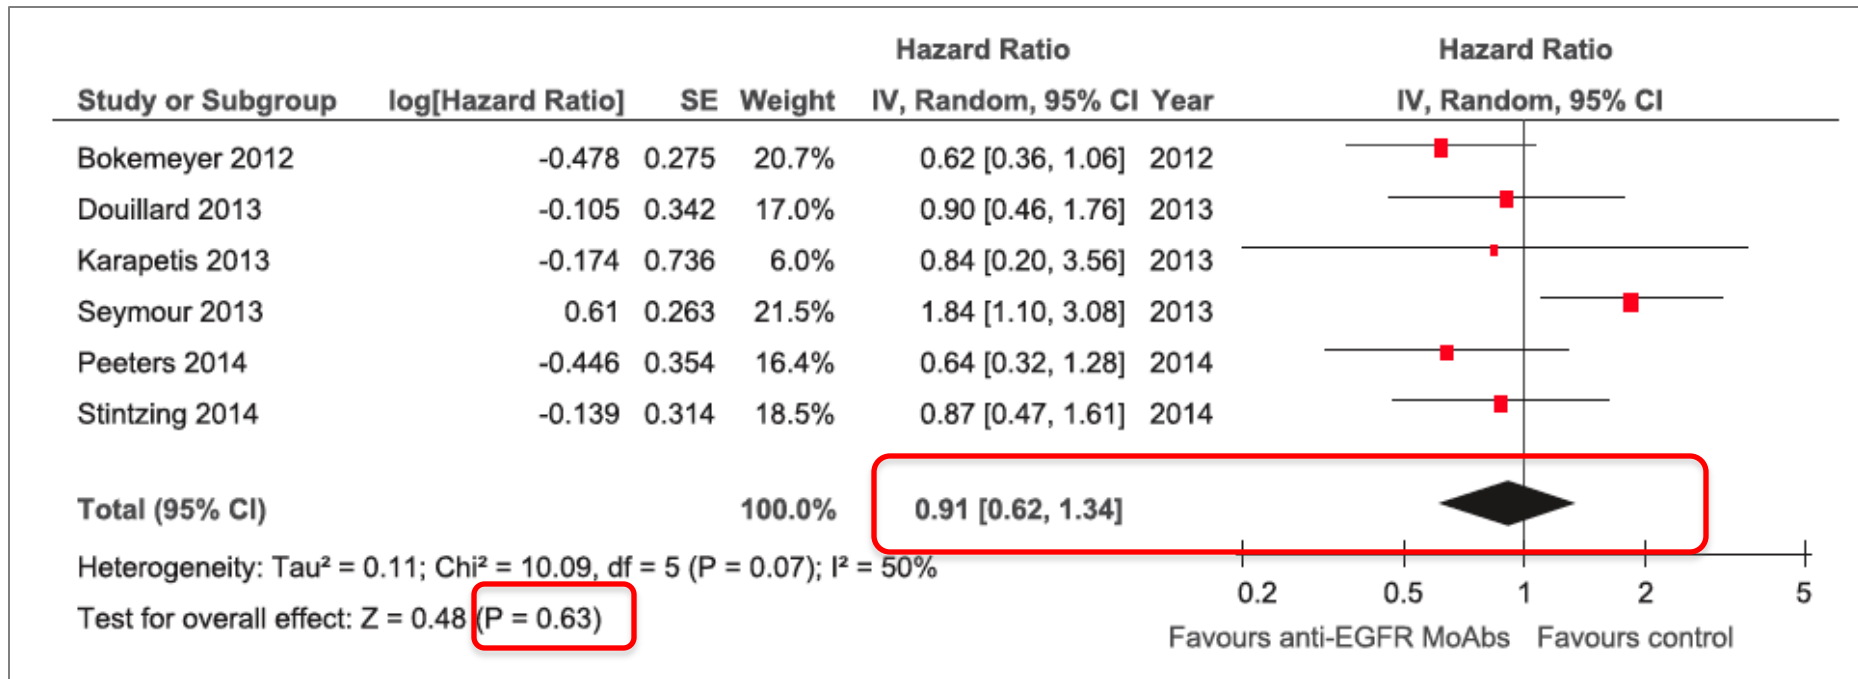 Hazard Ratio Hazard Ratio
Study or Subgroup log[Hazard Ratio] SE Weight IV, Random, 95% CI Year IV, Random, 95% CI
Bokemeyer 2012 -0.478 0.275 20.7% 0.62 [0.36, 1.06] 2012
Douillard 2013 -0.105 0.342 17.0% 0.90 [0.46, 1.76] 2013
Karapetis 2013 -0.174 0.736 6.0% 0.84 [0.20, 3.56] 2013
Seymour 2013 0.61 0.263 21.5% 1.84 [1.10, 3.08] 2013
Peeters 2014 -0.446 0.354 16.4% 0.64 [0.32, 1.28] 2014
Stintzing 2014 -0.139 0.314 18.5% 0.87 [0.47, 1.61] 2014
Total (95% CI) 100.0% 0.91 [0.62, 1.34]
Heterogeneity: Tau² = 0.11; Chi² = 10.09, df = 5 (P = 0.07); I² = 50%
Test for overall effect: Z = 0.48 (P = 0.63)
0.2 0.5 1 2 5
Favours anti-EGFR MoAbs Favours control